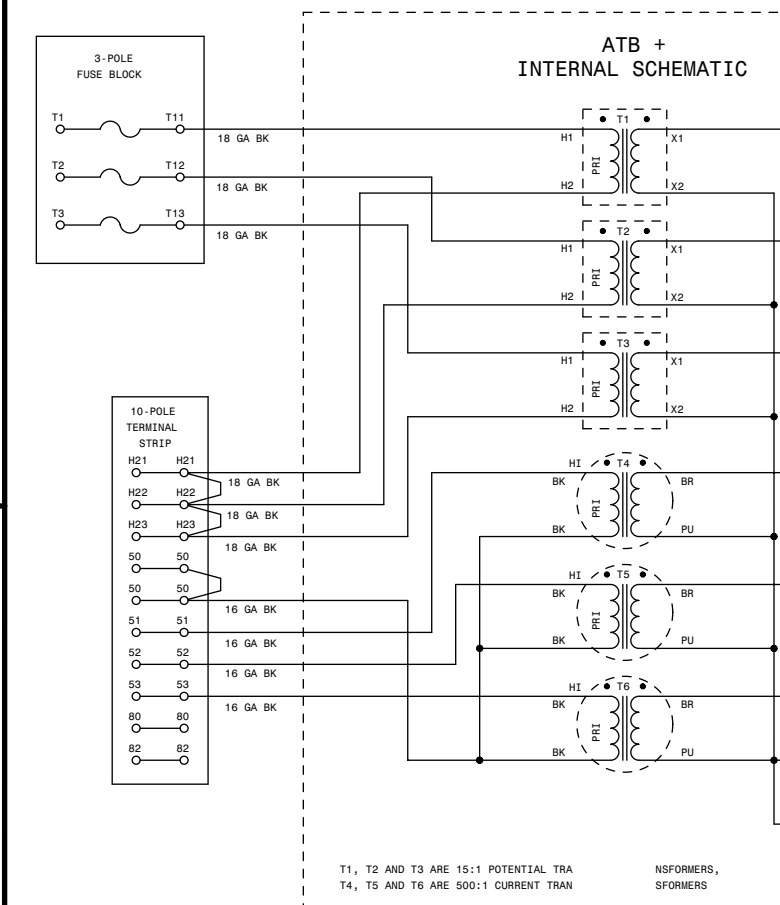 ATB +
INTERNAL SCHEMATIC
3-POLE
FUSE BLOCK
T1 T11
18 GA BK
T2 T12
18 GA BK
T3 T13
18 GA BK
T1
H1 X1
PRI
H2 X2
T2
H1 X1
PRI
H2 X2
T3
H1 X1
PRI
H2 X2
10-POLE
TERMINAL
STRIP
H21 H21
18 GA BK
H22 H22
18 GA BK
H23 H23
18 GA BK
50 50
50 50
16 GA BK
51 51
16 GA BK
52 52
16 GA BK
53 53
16 GA BK
80 80
82 82
HI T4
BK BR
PRI
BK PU
HI T5
BK BR
PRI
BK PU
HI T6
BK BR
PRI
BK PU
T1, T2 AND T3 ARE 15:1 POTENTIAL TRA NSFORMERS,
T4, T5 AND T6 ARE 500:1 CURRENT TRAN SFORMERS